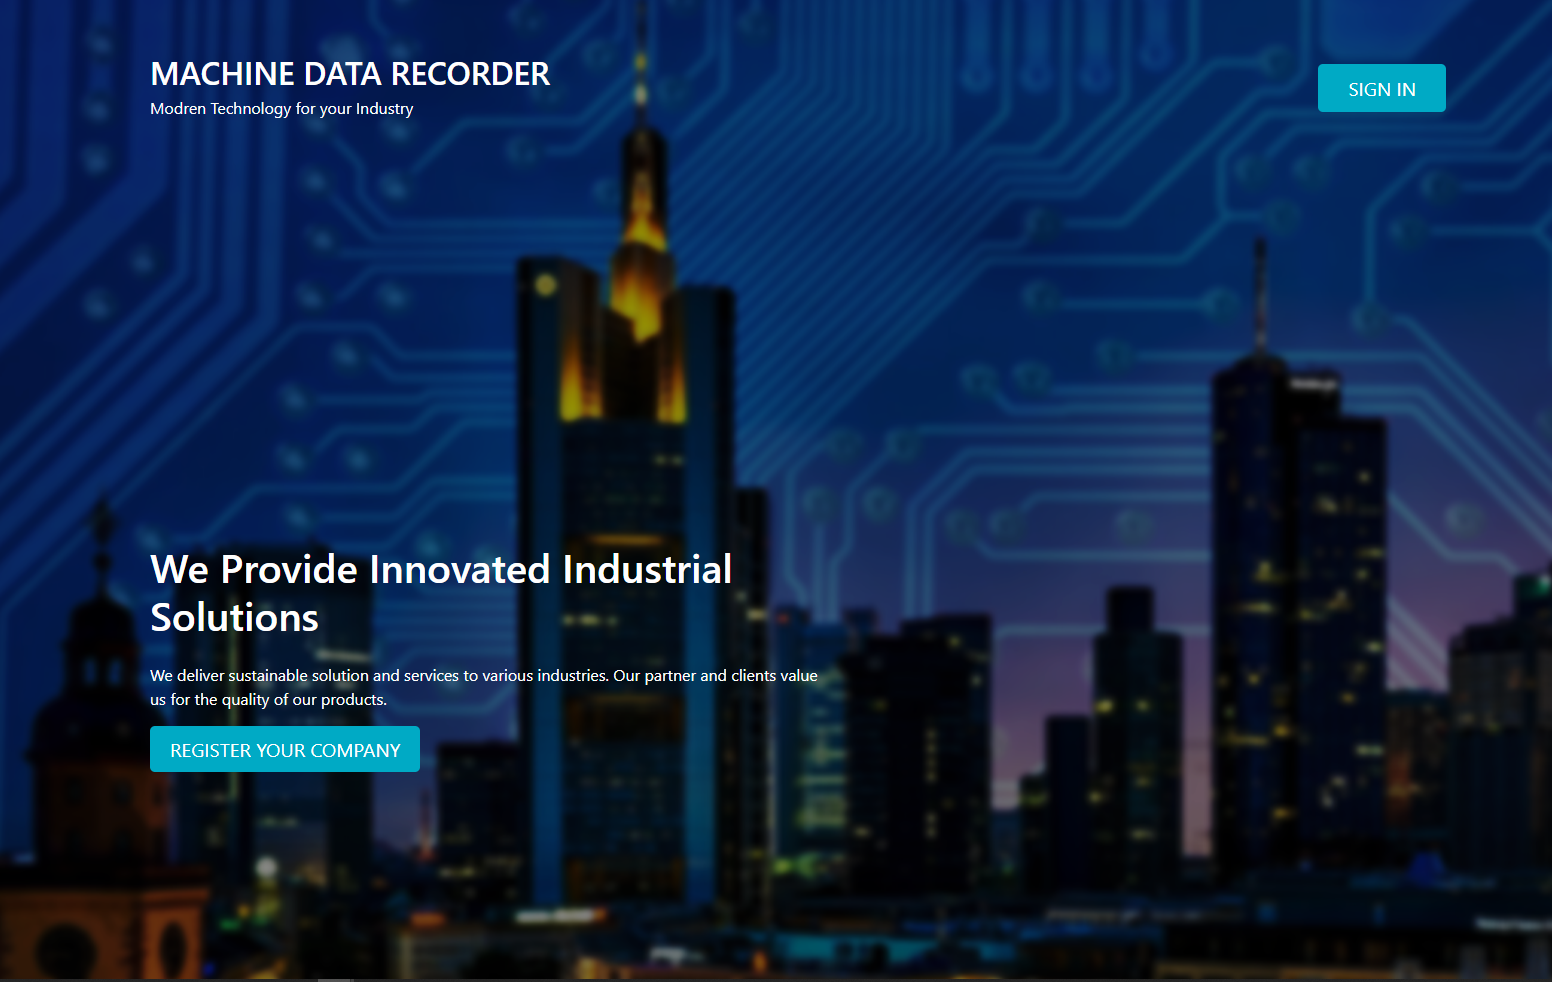 MACHINE DATA RECORDER
Modren Technology for your Industry
SIGN IN
We Provide Innovated Industrial
Solutions
We deliver sustainable solution and services to various industries. Our partner and clients value
us for the quality of our products.
REGISTER YOUR COMPANY